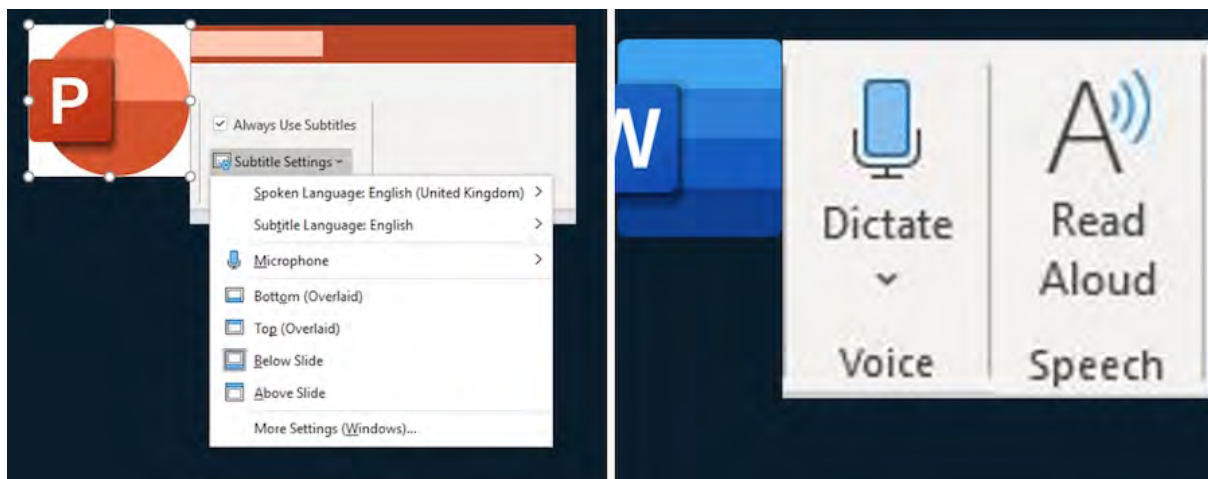 P
Always Use Subtitles
Subtitle Settings
Spoken Language: English (United Kingdom)
Subtitle Language: English
Microphone
Bottom (Overlaid)
Top (Overlaid)
Below Slide
Above Slide
More Settings (Windows)...
W
Dictate
Voice
Read
Aloud
Speech